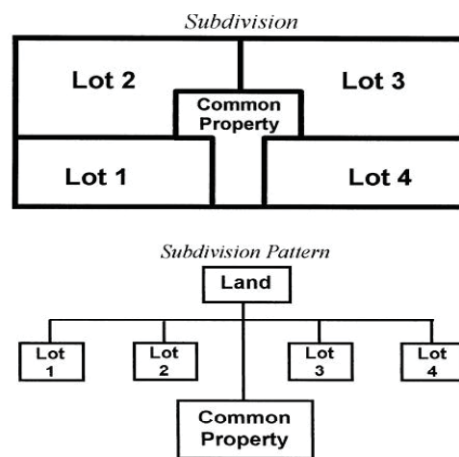 Subdivision
Lot 2
Lot 3
Common
Property
Lot 1
Lot 4
Subdivision Pattern
Land
Lot
1
Lot
2
Lot
3
Lot
4
Common
Property